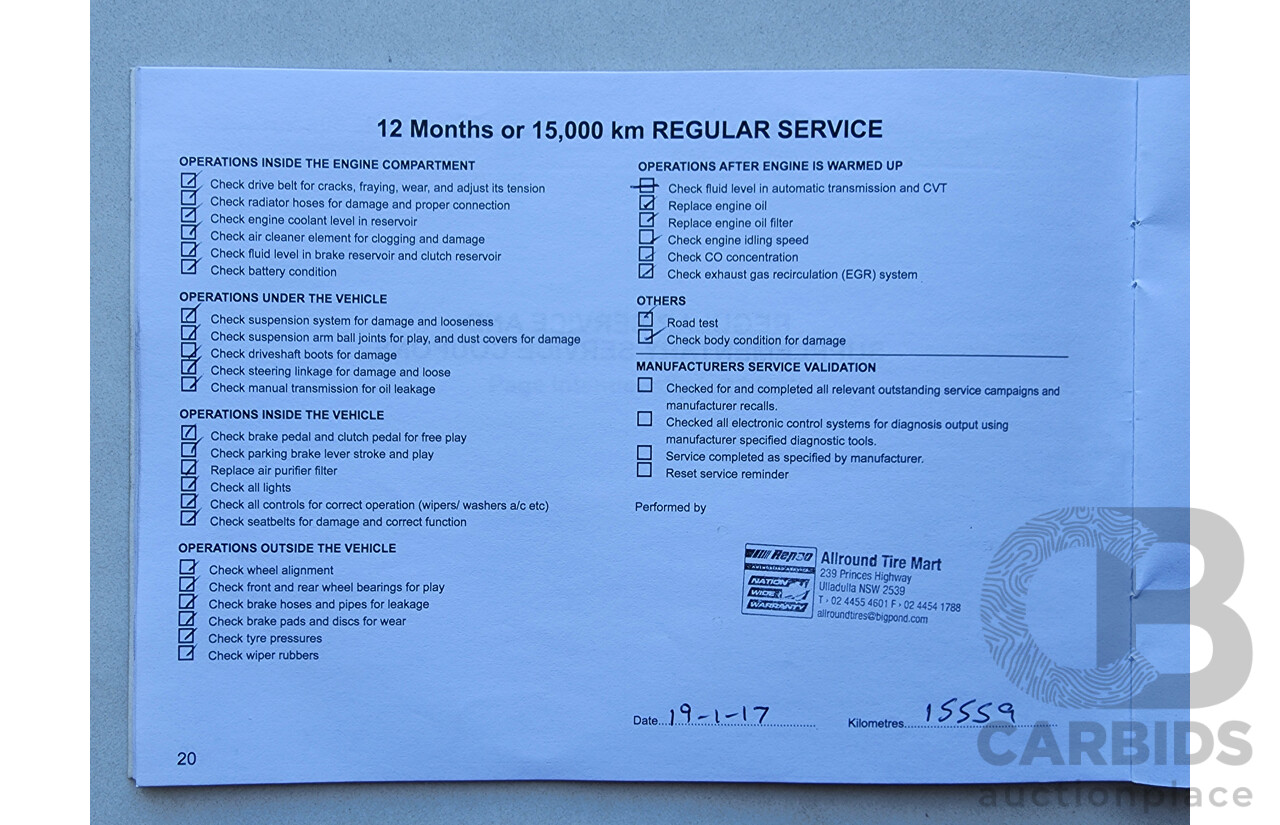 12 Months or 15,000 km REGULAR SERVICE
OPERATIONS INSIDE THE ENGINE COMPARTMENT
Check drive belt for cracks, fraying, wear, and adjust its tension
Check radiator hoses for damage and proper connection
Check engine coolant level in reservoir
Check air cleaner element for clogging and damage
Check fluid level in brake reservoir and clutch reservoir
Check battery condition
OPERATIONS UNDER THE VEHICLE
Check suspension system for damage and looseness
Check suspension arm ball joints for play, and dust covers for damage
Check driveshaft boots for damage
Check steering linkage for damage and loose
Check manual transmission for oil leakage
OPERATIONS INSIDE THE VEHICLE
Check brake pedal and clutch pedal for free play
Check parking brake lever stroke and play
Replace air purifier filter
Check all lights
Check all controls for correct operation (wipers/ washers a/c etc)
Check seatbelts for damage and correct function
OPERATIONS OUTSIDE THE VEHICLE
Check wheel alignment
Check front and rear wheel bearings for play
Check brake hoses and pipes for leakage
Check brake pads and discs for wear
Check tyre pressures
Check wiper rubbers
20
OPERATIONS AFTER ENGINE IS WARMED UP
Check fluid level in automatic transmission and CVT
Replace engine oil
Replace engine oil filter
Check engine idling speed
Check CO concentration
Check exhaust gas recirculation (EGR) system
OTHERS
Road test
Check body condition for damage
MANUFACTURERS SERVICE VALIDATION
Checked for and completed all relevant outstanding service campaigns and
manufacturer recalls.
Checked all electronic control systems for diagnosis output using
manufacturer specified diagnostic tools.
Service completed as specified by manufacturer.
Reset service reminder
Performed by
Repco
NATION
WIDE
WARRANTY
Allround Tire Mart
239 Princes Highway
Ulladulla NSW 2539
T · 02 4455 4601 F · 02 4454 1788
allroundtires@bigpond.com
Date...19-1-17
Kilometres...15559
CB
CARBIDS
auctionplace